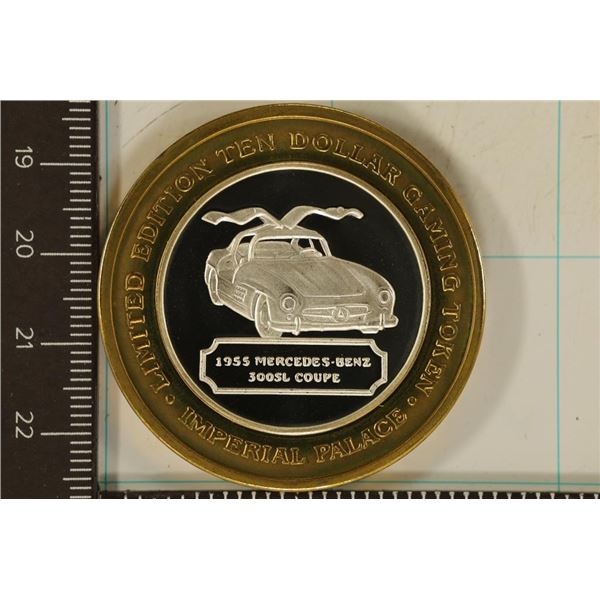 LIMITED EDITION TEN DOLLAR GAMING TOKEN
1955 MERCEDES-BENZ
300SL COUPE
• IMPERIAL PALACE •
19
20
21
22